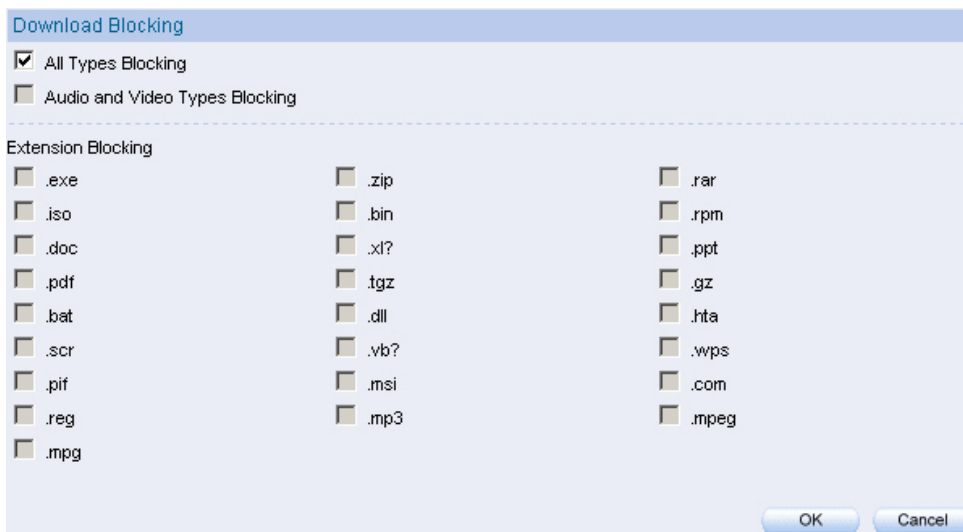 Download Blocking
All Types Blocking
Audio and Video Types Blocking
Extension Blocking
.exe .zip .rar
.iso .bin .rpm
.doc .xl? .ppt
.pdf .tgz .gz
.bat .dll .hta
.scr .vb? .wps
.pif .msi .com
.reg .mp3 .mpeg
.mpg
OK Cancel